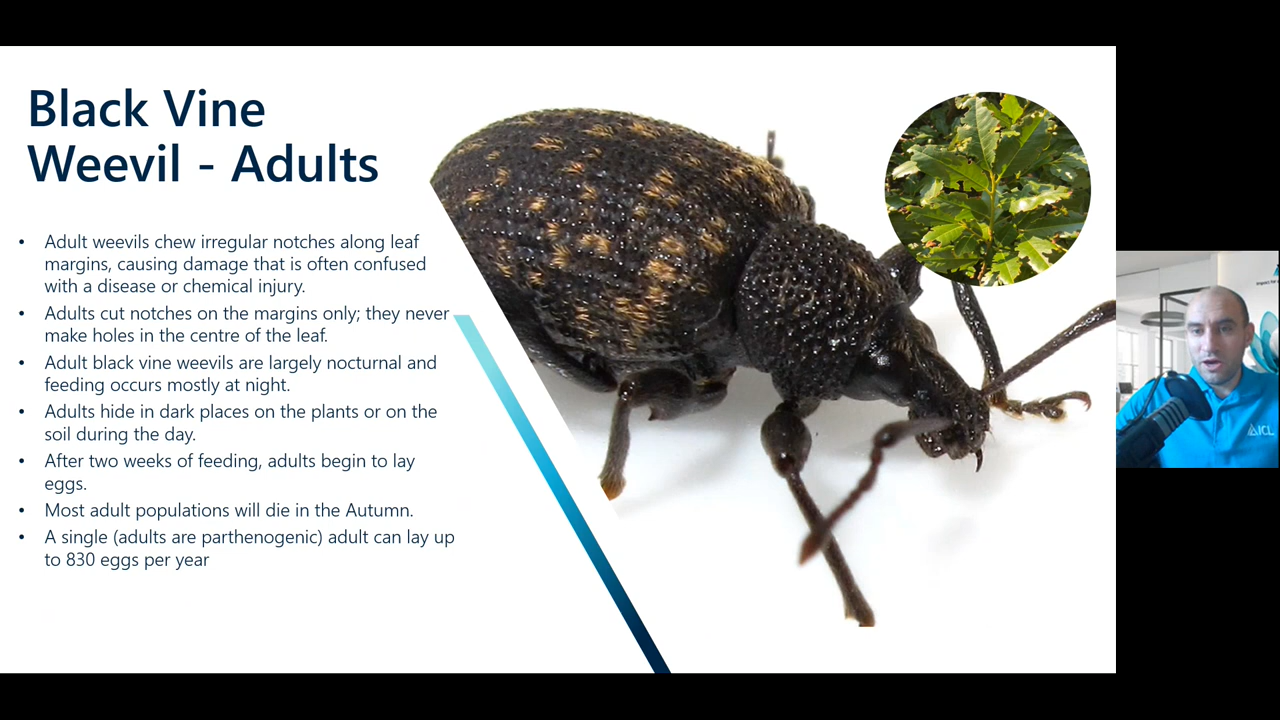 Black Vine
Weevil - Adults
• Adult weevils chew irregular notches along leaf
margins, causing damage that is often confused
with a disease or chemical injury.
• Adults cut notches on the margins only; they never
make holes in the centre of the leaf.
• Adult black vine weevils are largely nocturnal and
feeding occurs mostly at night.
• Adults hide in dark places on the plants or on the
soil during the day.
• After two weeks of feeding, adults begin to lay
eggs.
• Most adult populations will die in the Autumn.
• A single (adults are parthenogenic) adult can lay up
to 830 eggs per year
ICL